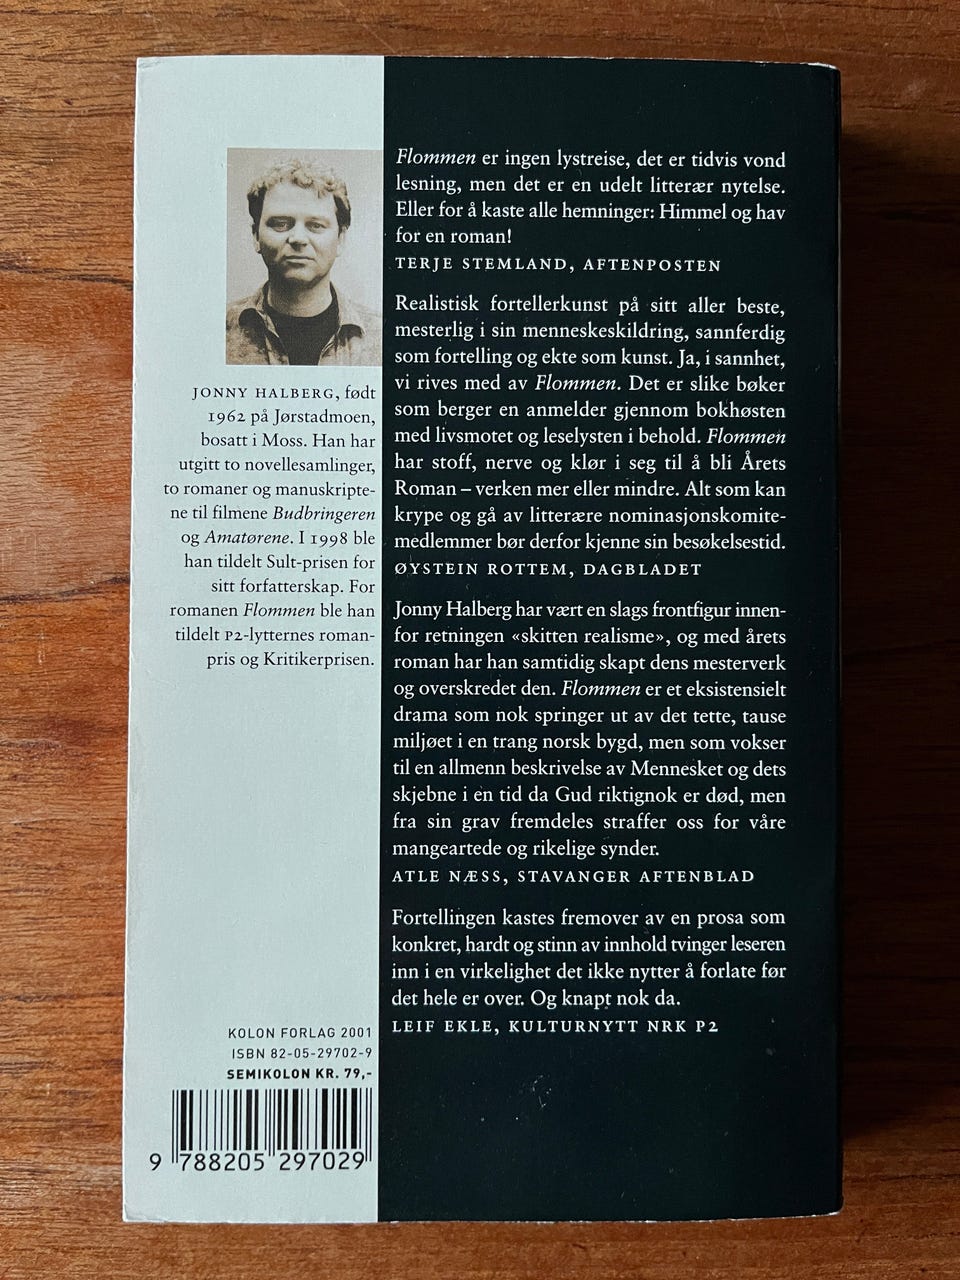 JONNY HALBERG, født
1962 på Jørstadmoen,
bosatt i Moss. Han har
utgitt to novellesamlinger,
to romaner og manuskripte-
ne til filmene Budbringeren
og Amatørene. I 1998 ble
han tildelt Sult-prisen for
sitt forfatterskap. For
romanen Flommen ble han
tildelt P2-lytternes roman-
pris og Kritikerprisen.
KOLON FORLAG 2001
ISBN 82-05-29702-9
SEMIKOLON KR. 79,-
9 788205 297029
Flommen er ingen lystreise, det er tidvis vond
lesning, men det er en udelt litterær nytelse.
Eller for å kaste alle hemninger: Himmel og hav
for en roman!
TERJE STEMLAND, AFTENPOSTEN
Realistisk fortellerkunst på sitt aller beste,
mesterlig i sin menneskeskildring, sannferdig
som fortelling og ekte som kunst. Ja, i sannhet,
vi rives med av Flommen. Det er slike bøker
som berger en anmelder gjennom bokhøsten
med livsmotet og leselysten i behold. Flommen
har stoff, nerve og klør i seg til å bli Årets
Roman – verken mer eller mindre. Alt som kan
krype og gå av litterære nominasjonskomite-
medlemmer bør derfor kjenne sin besøkelsestid.
ØYSTEIN ROTTEM, DAGBLADET
Jonny Halberg har vært en slags frontfigur innen-
for retningen «skitten realisme», og med årets
roman har han samtidig skapt dens mesterverk
og overskredet den. Flommen er et eksistensielt
drama som nok springer ut av det tette, tause
miljøet i en trang norsk bygd, men som vokser
til en allmenn beskrivelse av Mennesket og dets
skjebne i en tid da Gud riktignok er død, men
fra sin grav fremdeles straffer oss for våre
mangeartede og rikelige synder.
ATLE NÆSS, STAVANGER AFTENBLAD
Fortellingen kastes fremover av en prosa som
konkret, hardt og stinn av innhold tvinger leseren
inn i en virkelighet det ikke nytter å forlate før
det hele er over. Og knapt nok da.
LEIF EKLE, KULTURNYTT NRK P2